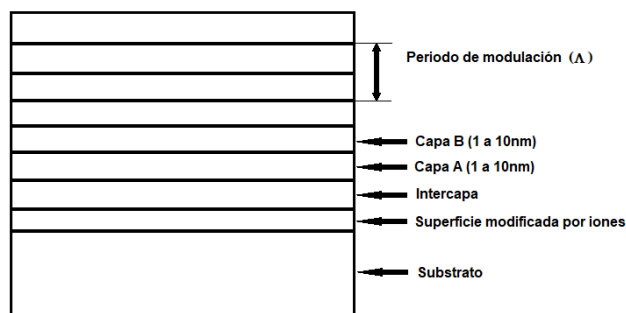 Periodo de modulación (Λ)
Capa B (1 a 10nm)
Capa A (1 a 10nm)
Intercapa
Superficie modificada por iones
Substrato